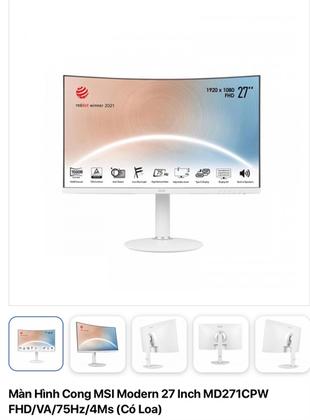 reddot winner 2021
1920 x 1080
FHD
27"
Màn Hình Cong MSI Modern 27 Inch MD271CPW
FHD/VA/75Hz/4Ms (Có Loa)